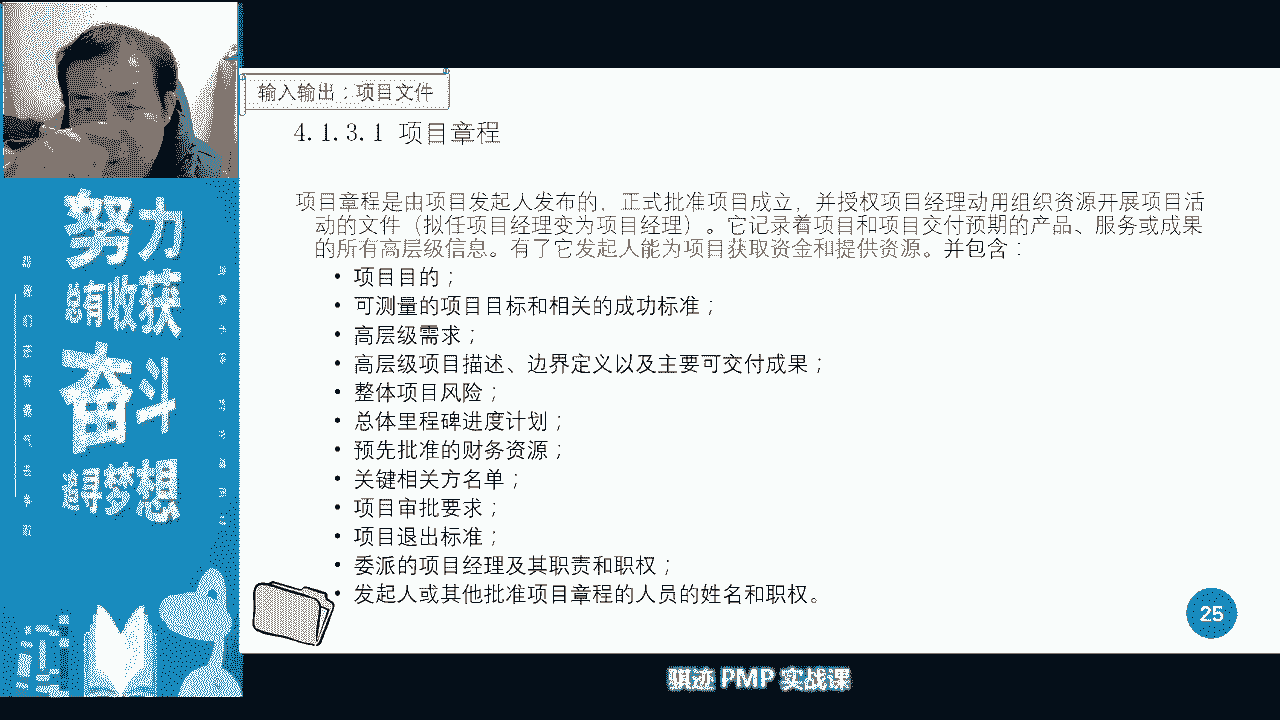 输入输出：项目文件
4.1.3.1 项目章程
项目章程是由项目发起人发布的，正式批准项目成立，并授权项目经理动用组织资源开展项目活
动的文件（拟任项目经理变为项目经理）。它记录着项目和项目交付预期的产品、服务或成果
的所有高层级信息。有了它发起人能为项目获取资金和提供资源。并包含：
• 项目目的；
• 可测量的项目目标和相关的成功标准；
• 高层级需求；
• 高层级项目描述、边界定义以及主要可交付成果；
• 整体项目风险；
• 总体里程碑进度计划；
• 预先批准的财务资源；
• 关键相关方名单；
• 项目审批要求；
• 项目退出标准；
• 委派的项目经理及其职责和职权；
• 发起人或其他批准项目章程的人员的姓名和职权。
25
努力
总有收获
奋斗
追寻梦想
骐迹 PMP 实战课